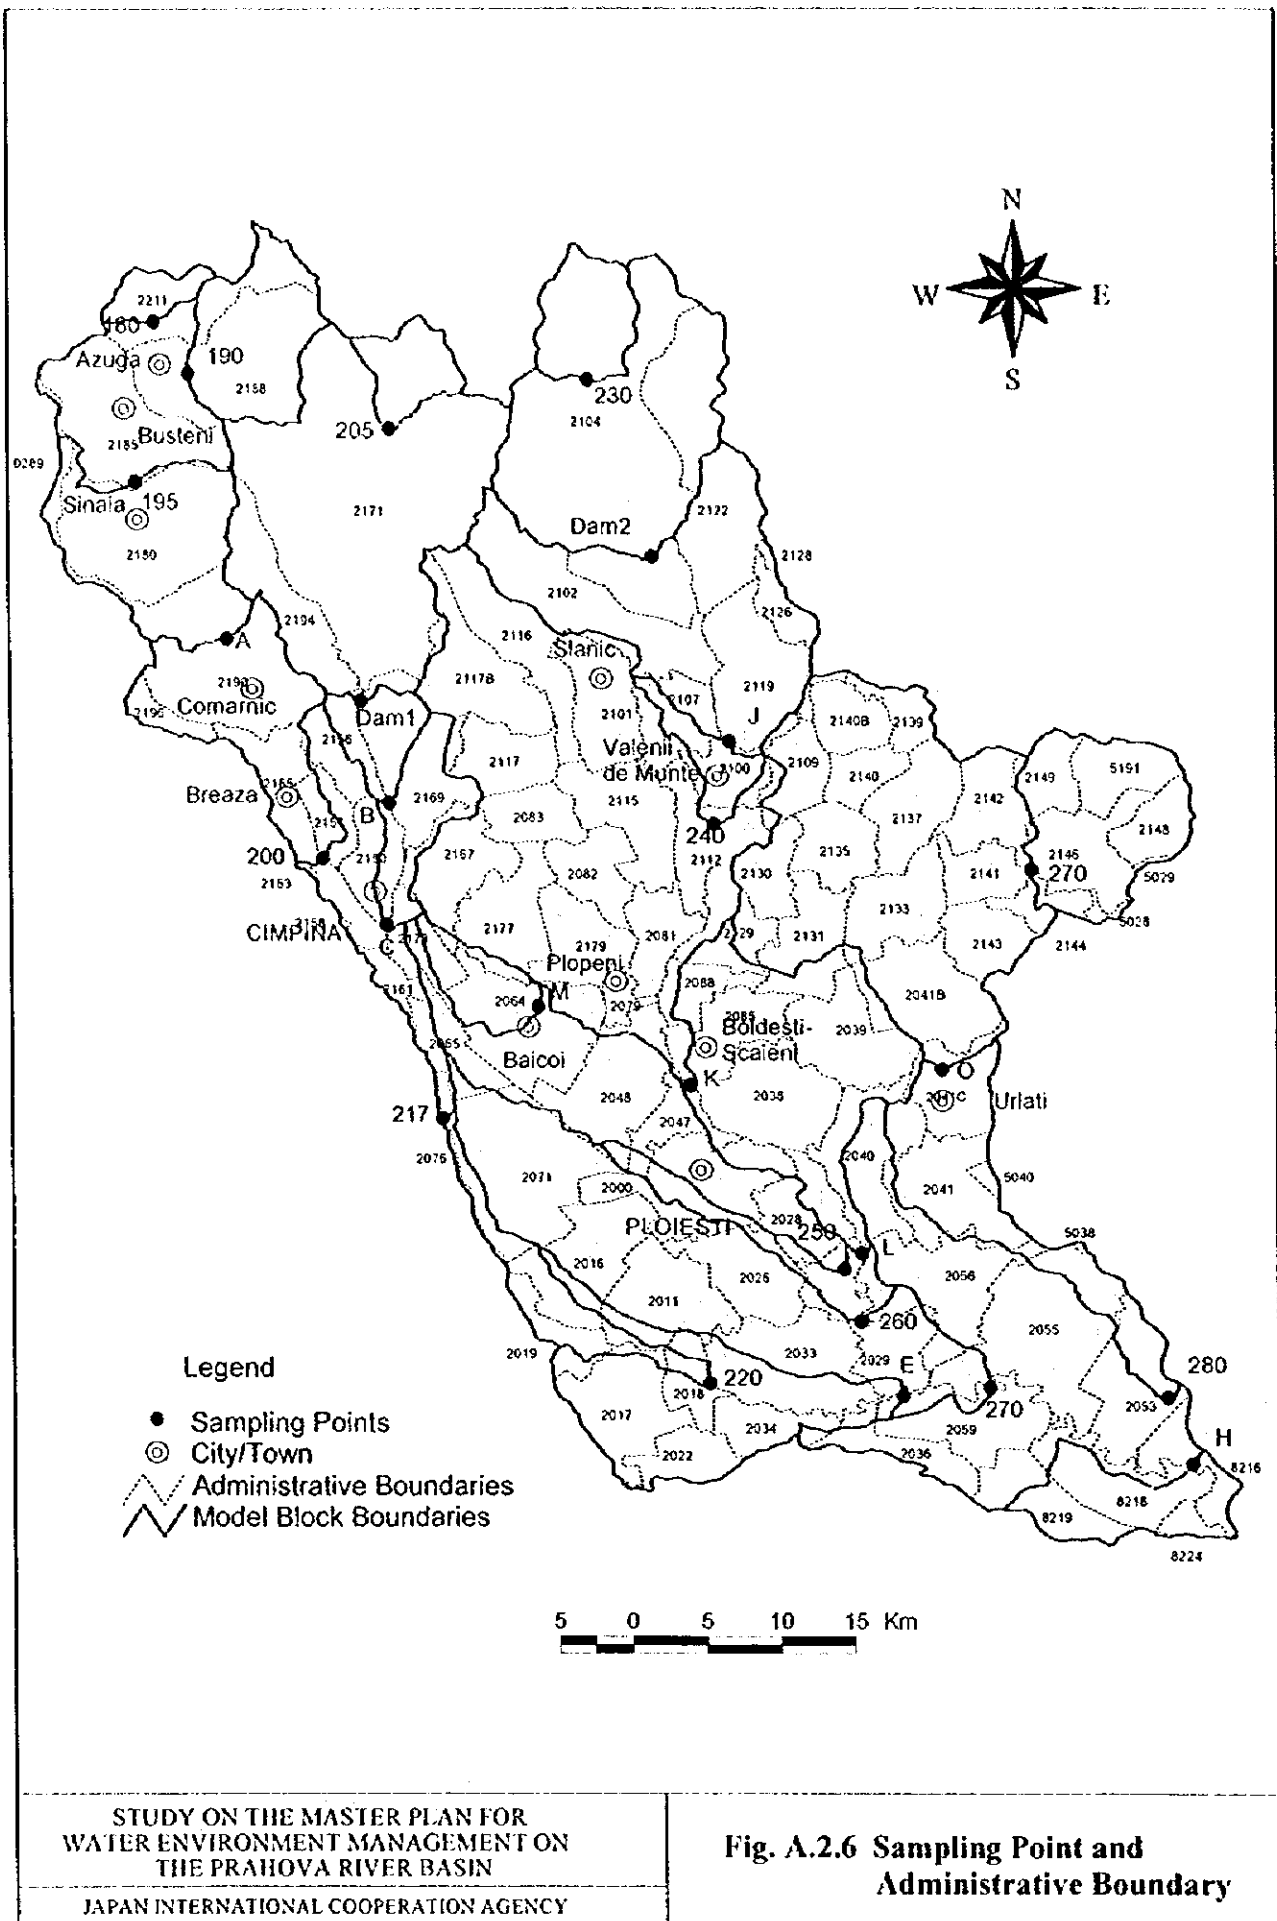 N
W
E
S
2211
180
Azuga
190
2168
Busteni
2185
205
230
2104
0289
Sinaia
195
2171
2180
Dam2
2122
2128
2102
2126
2194
A
2116
Slanic
2117B
2101
2107
2119
Comarnic
Dam1
J
2140B
2139
Valenii
de Munte
2100
2109
2117
2140
2149
5191
Breaza
2169
B
2115
2142
2083
2137
2148
200
240
2112
2135
2146
2167
2082
2130
2141
270
5029
2163
2133
5028
CIMPINA
C
2177
2179
2081
2131
2143
2144
2161
Plopeni
M
2064
2079
2088
2041B
2085
2039
Boldesti-
Scaieni
Baicoi
K
O
2048
2038
Urlati
217
2047
2076
2071
2000
2040
2041
5040
PLOIESTI
2028
250
L
5038
2016
2026
2056
2011
260
2055
2019
2033
2029
E
280
220
2018
270
2053
2017
2034
2059
2022
2036
H
8216
8218
8219
8224
Legend
Sampling Points
City/Town
Administrative Boundaries
Model Block Boundaries
5 0 5 10 15 Km
STUDY ON THE MASTER PLAN FOR
WATER ENVIRONMENT MANAGEMENT ON
THE PRAHOVA RIVER BASIN
JAPAN INTERNATIONAL COOPERATION AGENCY
Fig. A.2.6 Sampling Point and
Administrative Boundary